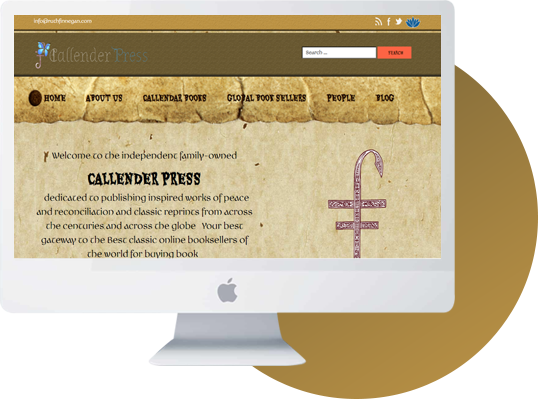 info@ruthfinnegan.com
Callender Press
Search ...
HOME ABOUT US CALLENDAR BOOKS GLOBAL BOOK SELLERS PEOPLE BLOG
Welcome to the independent family-owned
CALLENDER PRESS
dedicated to publishing inspired works of peace
and reconciliation and classic reprints from across
the centuries and across the globe Your best
gateway to the Best classic online booksellers of
the world for buying book